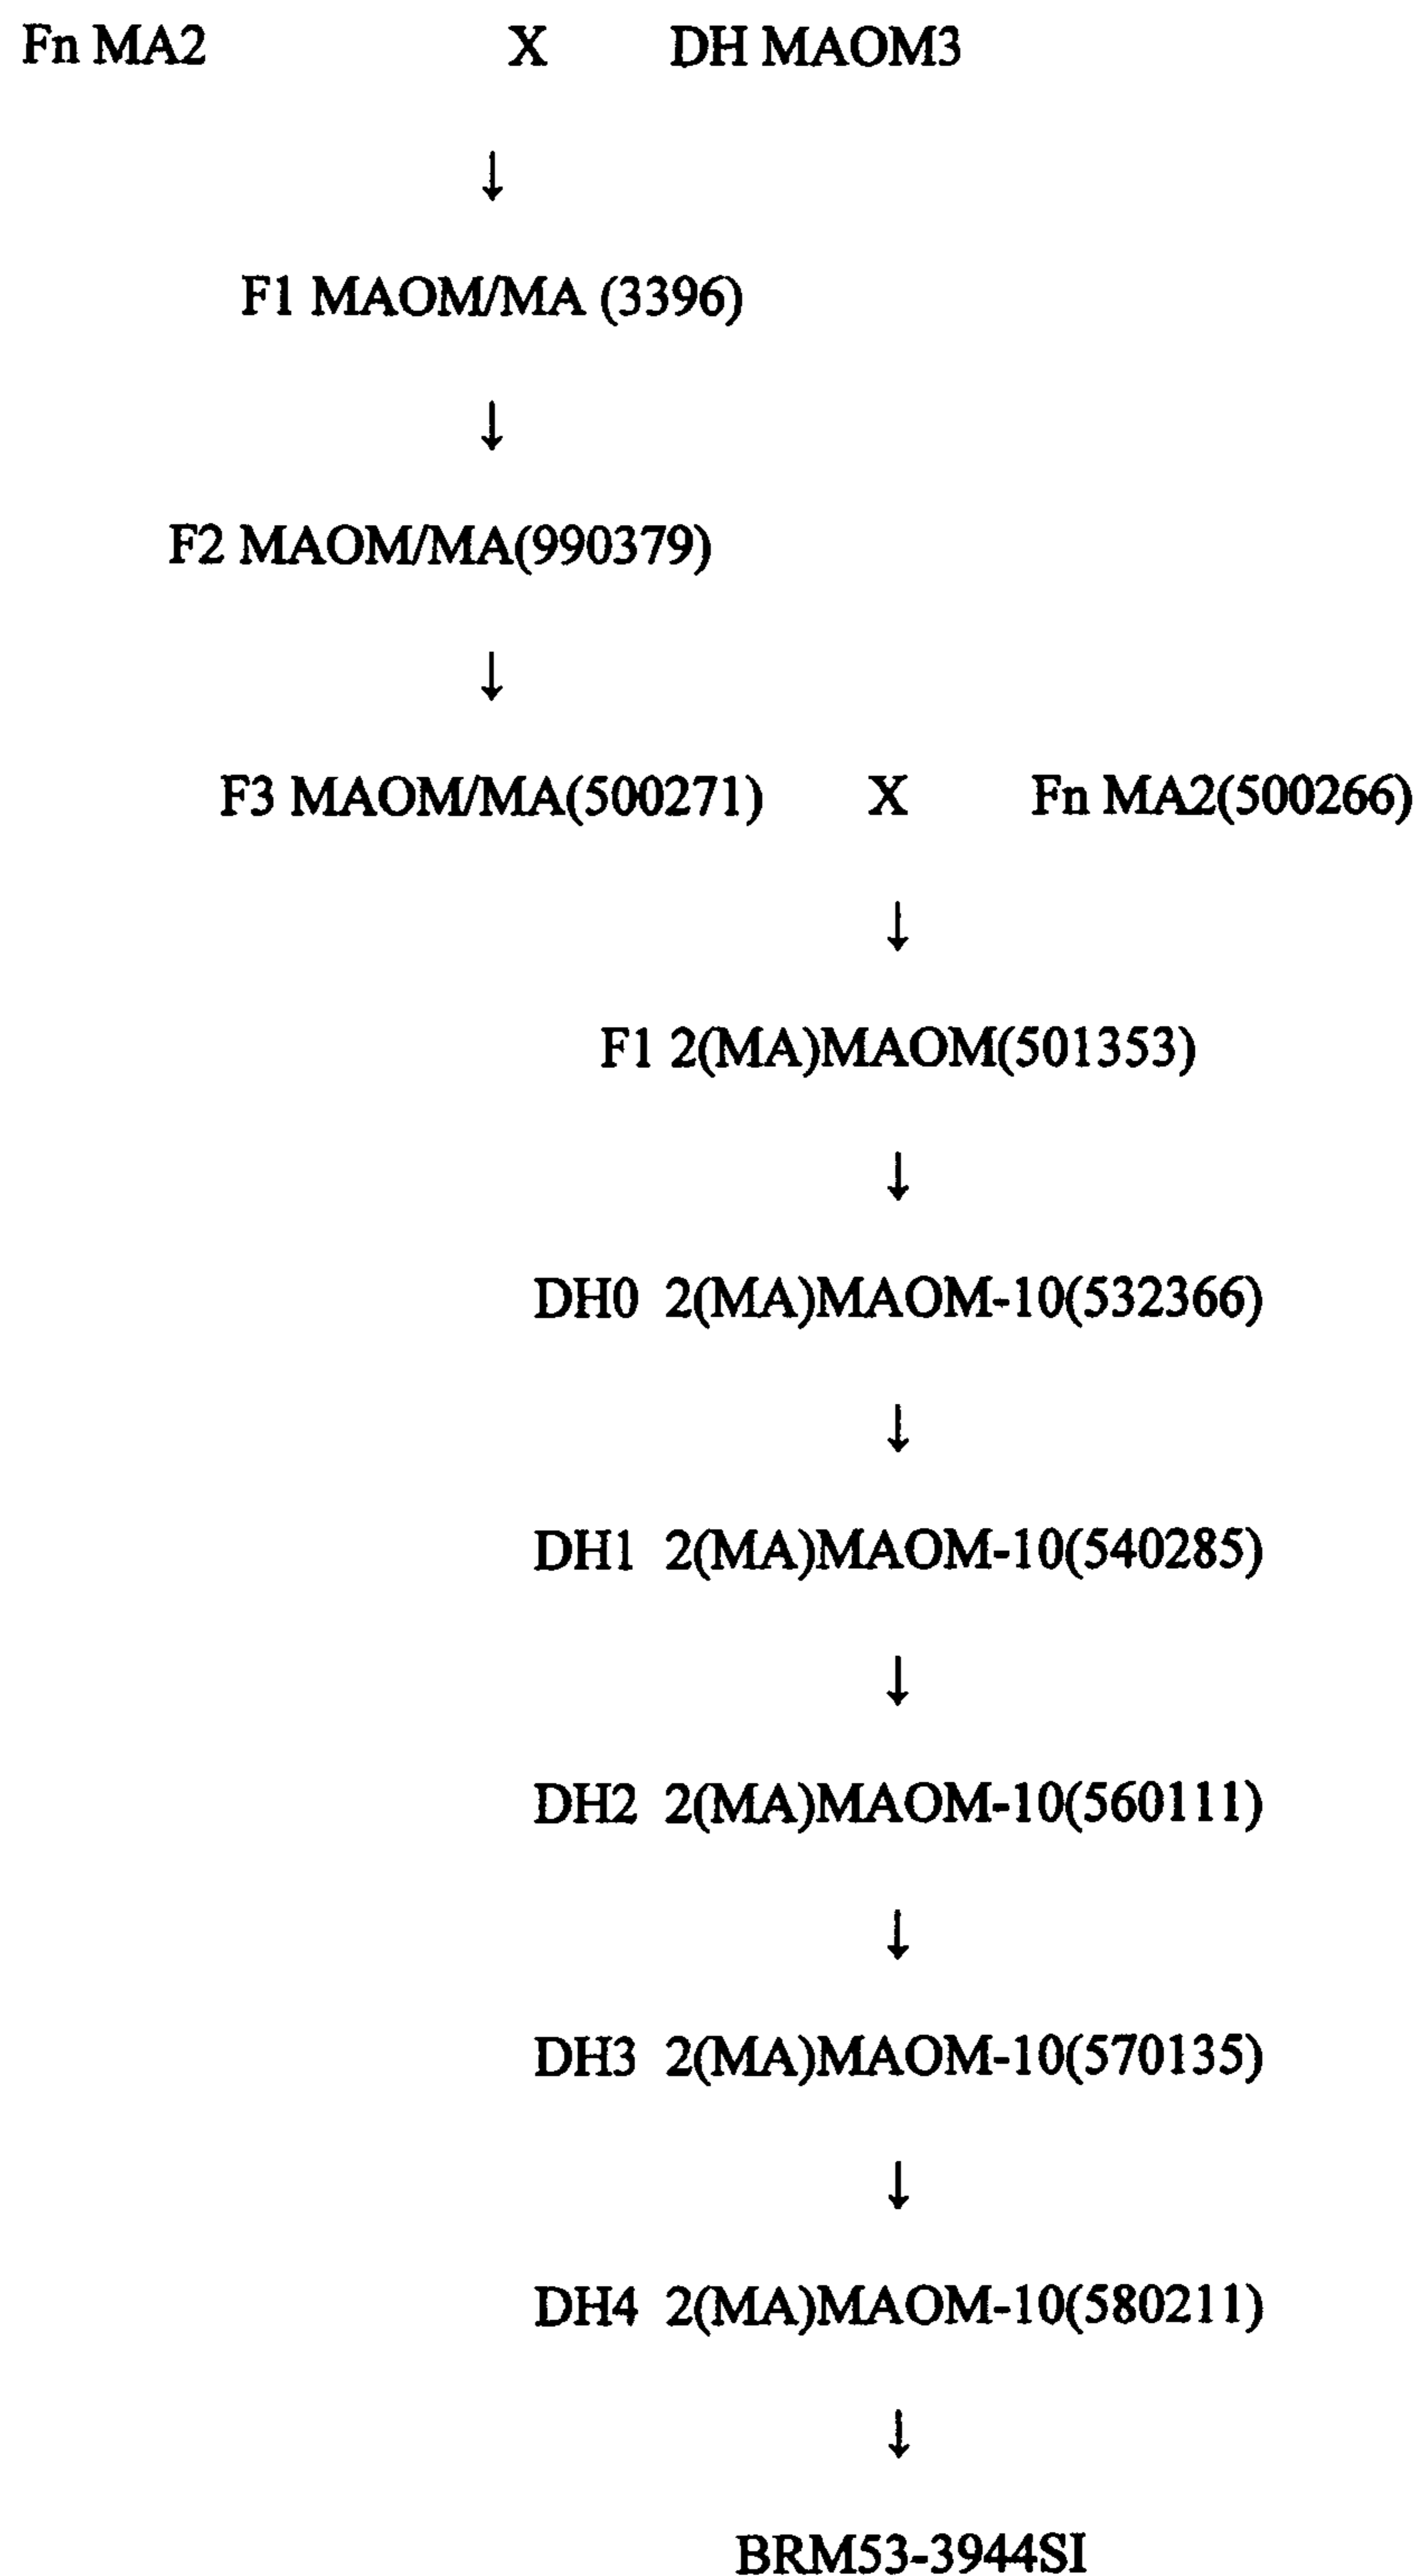 Fn MA2 X DH MAOM3
↓
F1 MAOM/MA (3396)
↓
F2 MAOM/MA(990379)
↓
F3 MAOM/MA(500271) X Fn MA2(500266)
↓
F1 2(MA)MAOM(501353)
↓
DH0 2(MA)MAOM-10(532366)
↓
DH1 2(MA)MAOM-10(540285)
↓
DH2 2(MA)MAOM-10(560111)
↓
DH3 2(MA)MAOM-10(570135)
↓
DH4 2(MA)MAOM-10(580211)
↓
BRM53-3944SI